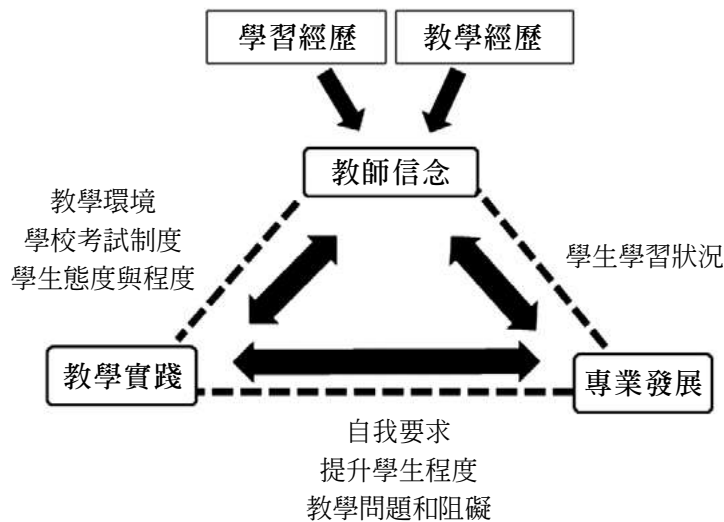 學習經歷
教學經歷
教師信念
教學環境
學校考試制度
學生態度與程度
學生學習狀況
教學實踐
專業發展
自我要求
提升學生程度
教學問題和阻礙